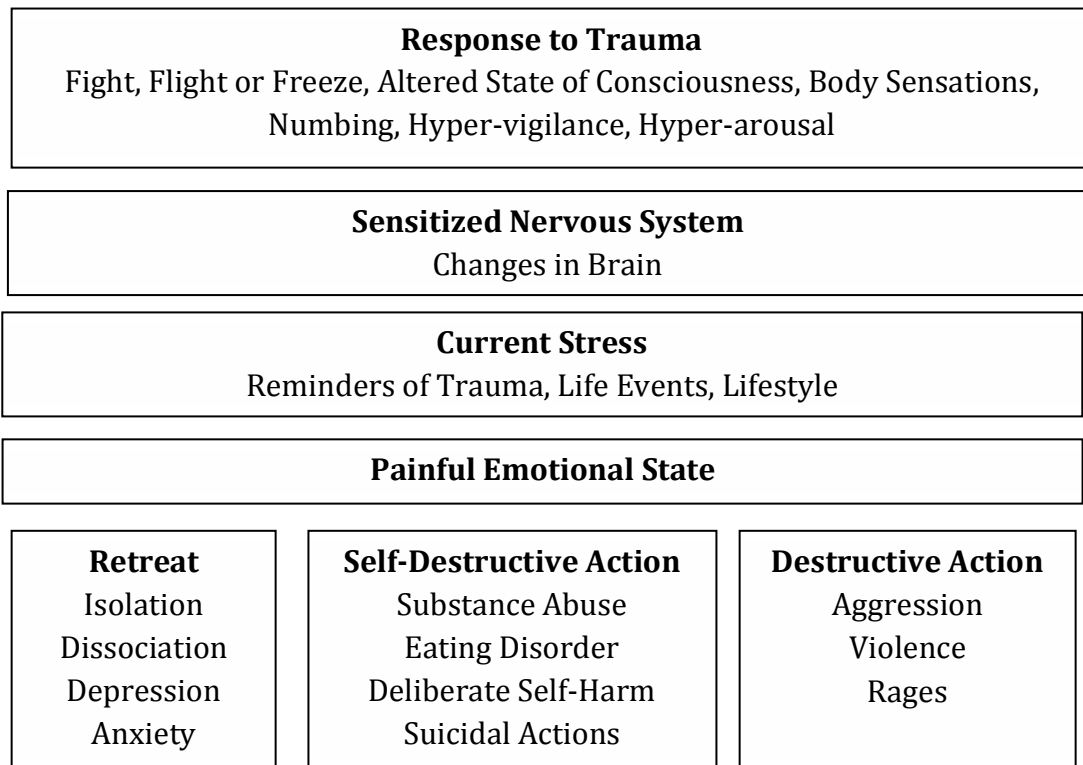 Response to Trauma
Fight, Flight or Freeze, Altered State of Consciousness, Body Sensations,
Numbing, Hyper-vigilance, Hyper-arousal
Sensitized Nervous System
Changes in Brain
Current Stress
Reminders of Trauma, Life Events, Lifestyle
Painful Emotional State
Retreat
Isolation
Dissociation
Depression
Anxiety
Self-Destructive Action
Substance Abuse
Eating Disorder
Deliberate Self-Harm
Suicidal Actions
Destructive Action
Aggression
Violence
Rages